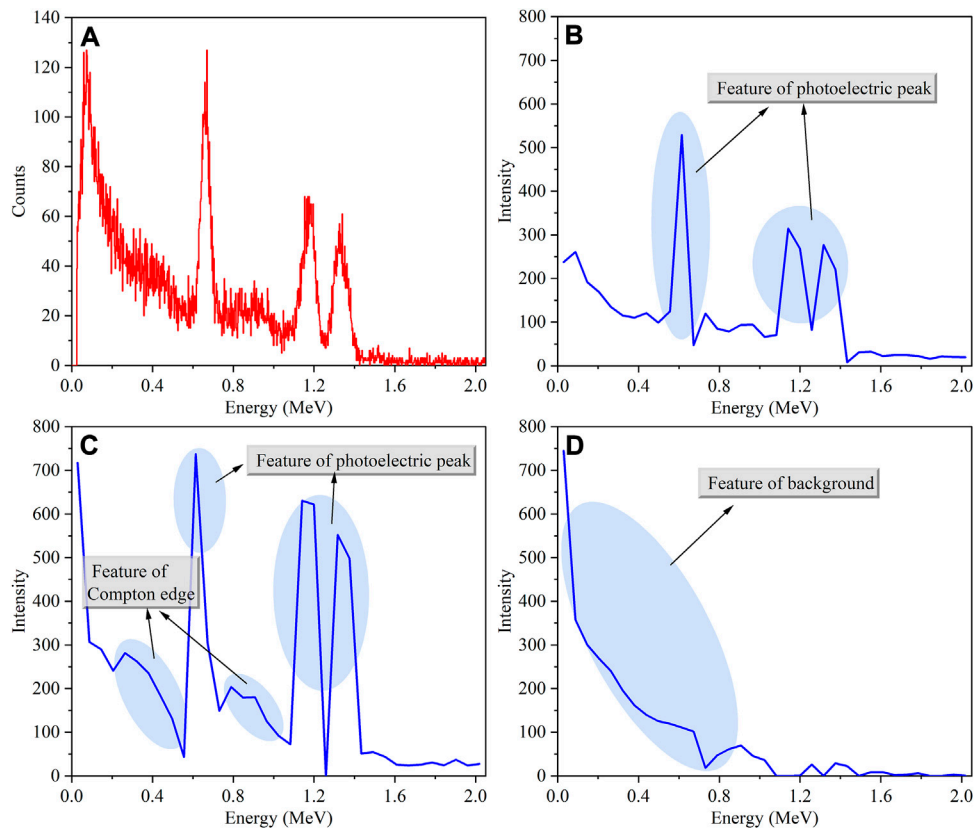 A
140
120
100
80
60
40
20
0
Counts
0.0 0.4 0.8 1.2 1.6 2.0
Energy (MeV)
B
800
700
600
500
400
300
200
100
0
Intensity
Feature of photoelectric peak
0.0 0.4 0.8 1.2 1.6 2.0
Energy (MeV)
C
800
700
600
500
400
300
200
100
0
Intensity
Feature of photoelectric peak
Feature of
Compton edge
0.0 0.4 0.8 1.2 1.6 2.0
Energy (MeV)
D
800
700
600
500
400
300
200
100
0
Intensity
Feature of background
0.0 0.4 0.8 1.2 1.6 2.0
Energy (MeV)